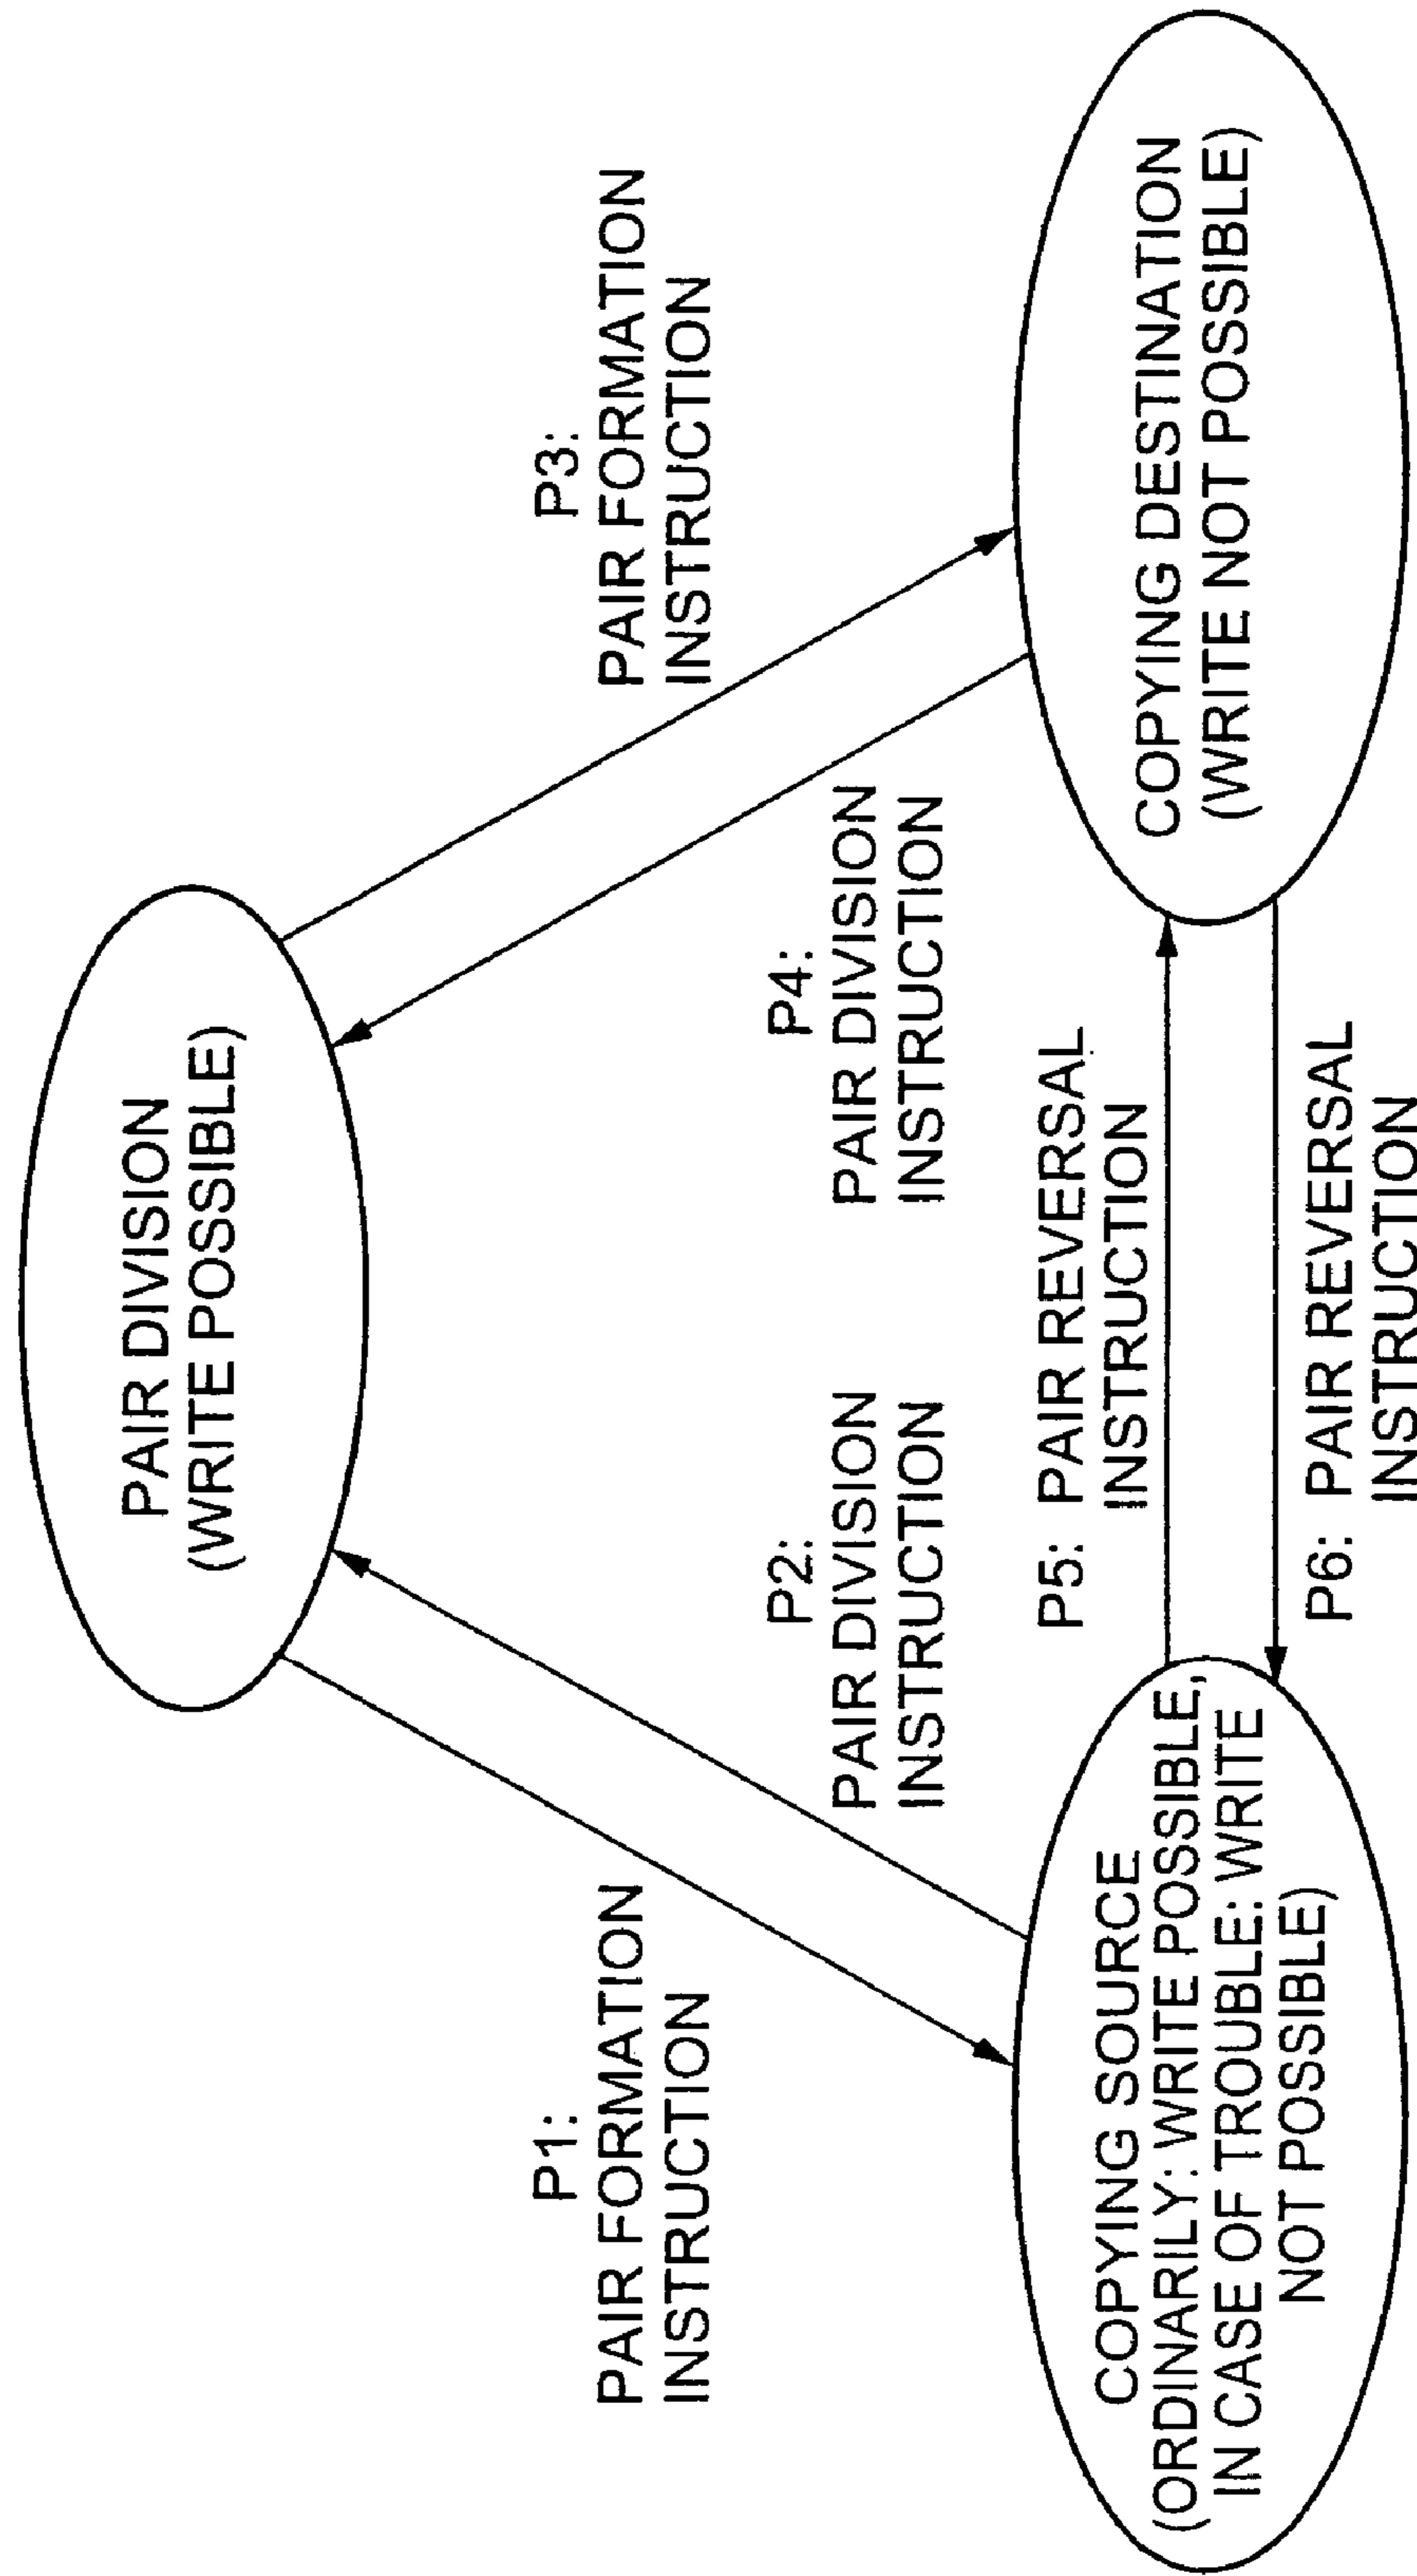 PAIR DIVISION
(WRITE POSSIBLE)
P1:
PAIR FORMATION
INSTRUCTION
P3:
PAIR FORMATION
INSTRUCTION
P2:
PAIR DIVISION
INSTRUCTION
P4:
PAIR DIVISION
INSTRUCTION
P5: PAIR REVERSAL
INSTRUCTION
COPYING SOURCE
(ORDINARILY: WRITE POSSIBLE,
IN CASE OF TROUBLE: WRITE
NOT POSSIBLE)
COPYING DESTINATION
(WRITE NOT POSSIBLE)
P6: PAIR REVERSAL
INSTRUCTION